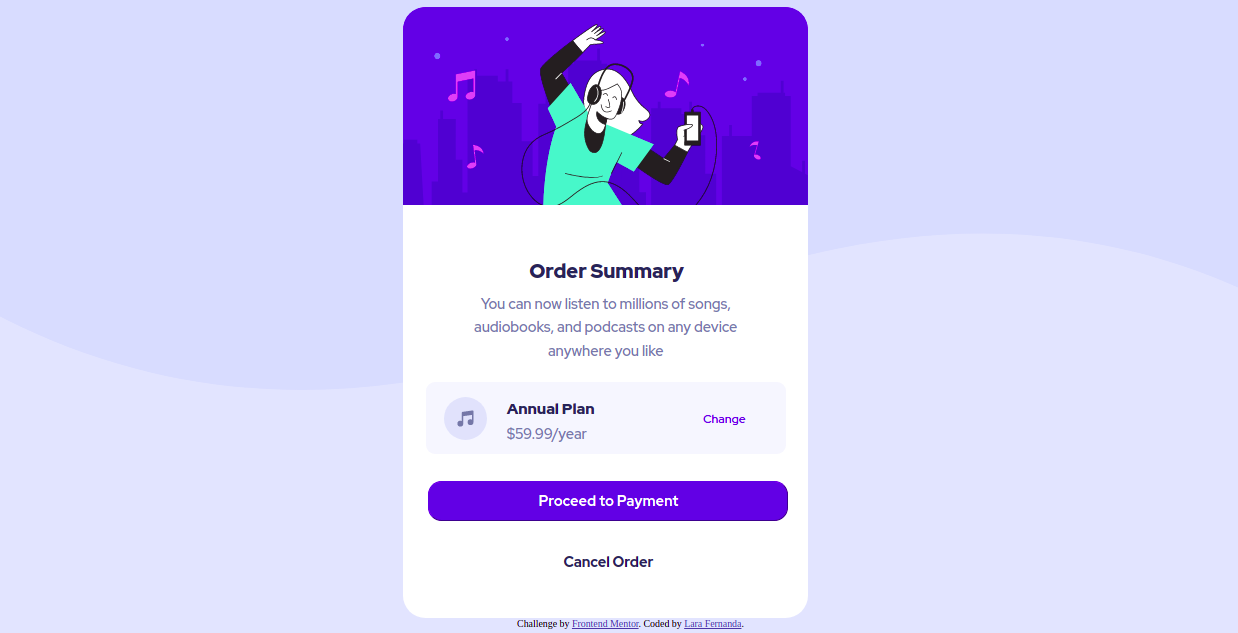 Order Summary
You can now listen to millions of songs,
audiobooks, and podcasts on any device
anywhere you like
Annual Plan
$59.99/year
Change
Proceed to Payment
Cancel Order
Challenge by Frontend Mentor. Coded by Lara Fernanda.